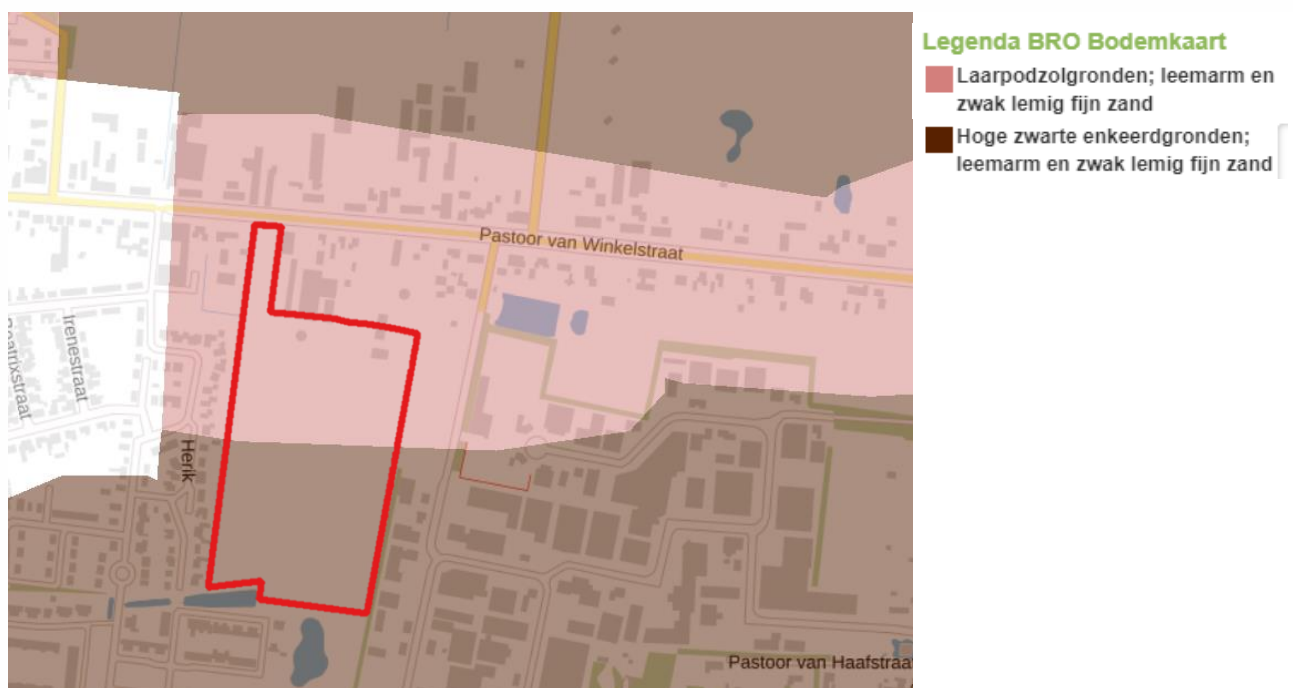 Legenda BRO Bodemkaart
Laarpodzolgronden; leemarm en
zwak lemig fijn zand
Hoge zwarte enkeerdgronden;
leemarm en zwak lemig fijn zand
Pastoor van Winkelstraat
Irenestraat
Beatrixstraat
Herik
Pastoor van Haafstraat